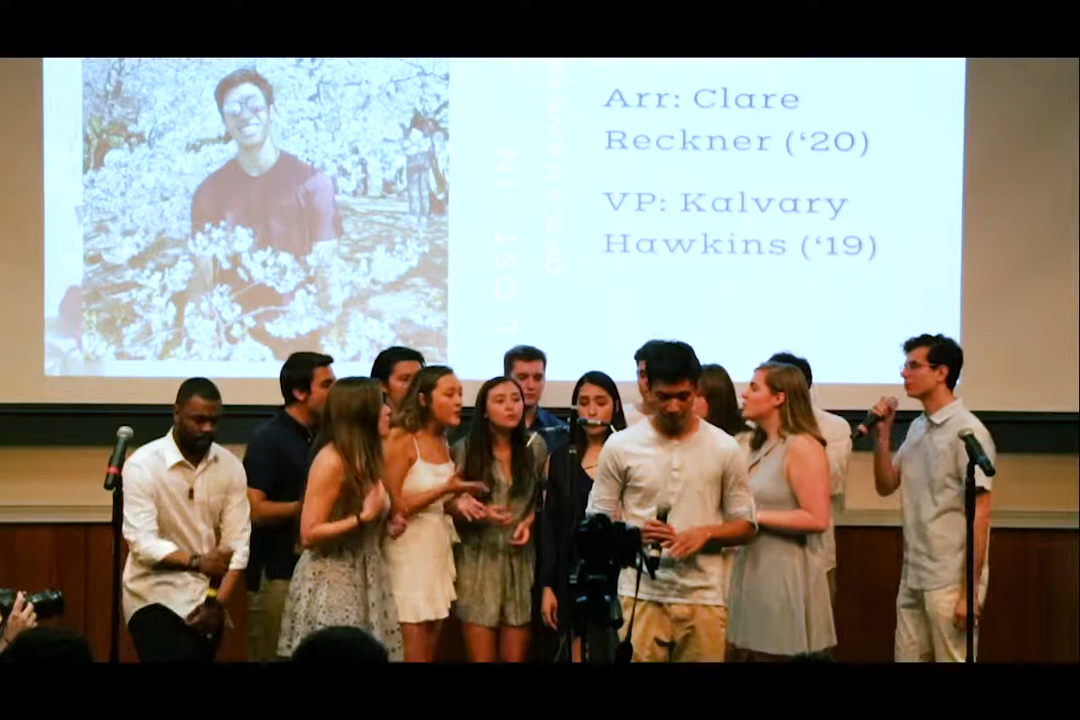 LOST IN
Arr: Clare
Reckner (‘20)
VP: Kalvary
Hawkins (‘19)